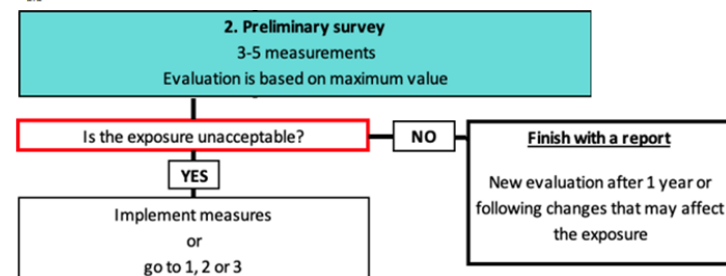 2. Preliminary survey
3-5 measurements
Evaluation is based on maximum value
Is the exposure unacceptable?
NO
Finish with a report
New evaluation after 1 year or
following changes that may affect
the exposure
YES
Implement measures
or
go to 1, 2 or 3